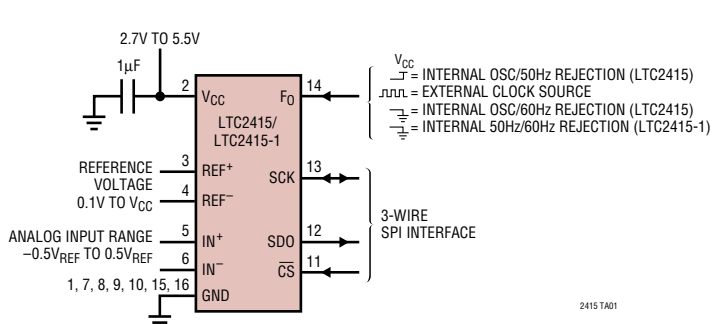 2.7V TO 5.5V
1µF
2
VCC
LTC2415/
LTC2415-1
FO
14
VCC
= INTERNAL OSC/50Hz REJECTION (LTC2415)
= EXTERNAL CLOCK SOURCE
= INTERNAL OSC/60Hz REJECTION (LTC2415)
= INTERNAL 50Hz/60Hz REJECTION (LTC2415-1)
REFERENCE
VOLTAGE
0.1V TO VCC
3
REF+
4
REF–
SCK
13
ANALOG INPUT RANGE
–0.5VREF TO 0.5VREF
5
IN+
6
IN–
SDO
12
CS
11
3-WIRE
SPI INTERFACE
1, 7, 8, 9, 10, 15, 16
GND
2415 TA01